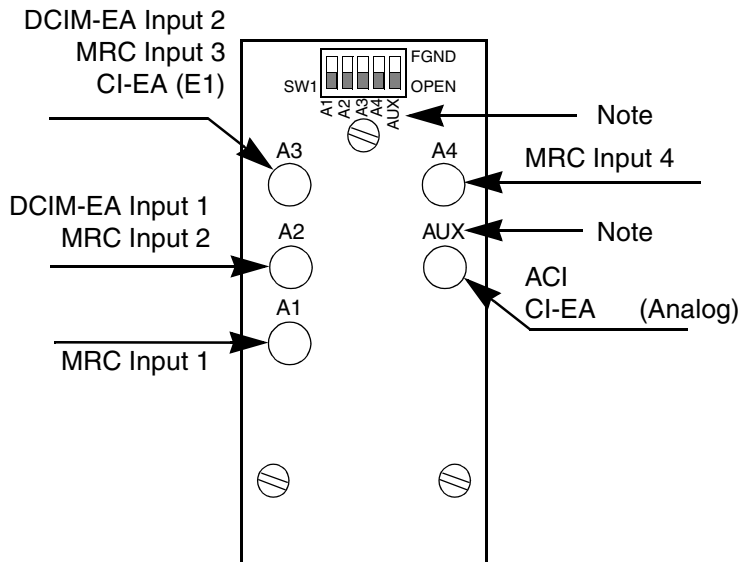 DCIM-EA Input 2
MRC Input 3
CI-EA (E1)
FGND
SW1
OPEN
A1
A2
A3
A4
AUX
Note
A3
A4
MRC Input 4
DCIM-EA Input 1
MRC Input 2
A2
AUX
Note
ACI
CI-EA (Analog)
A1
MRC Input 1